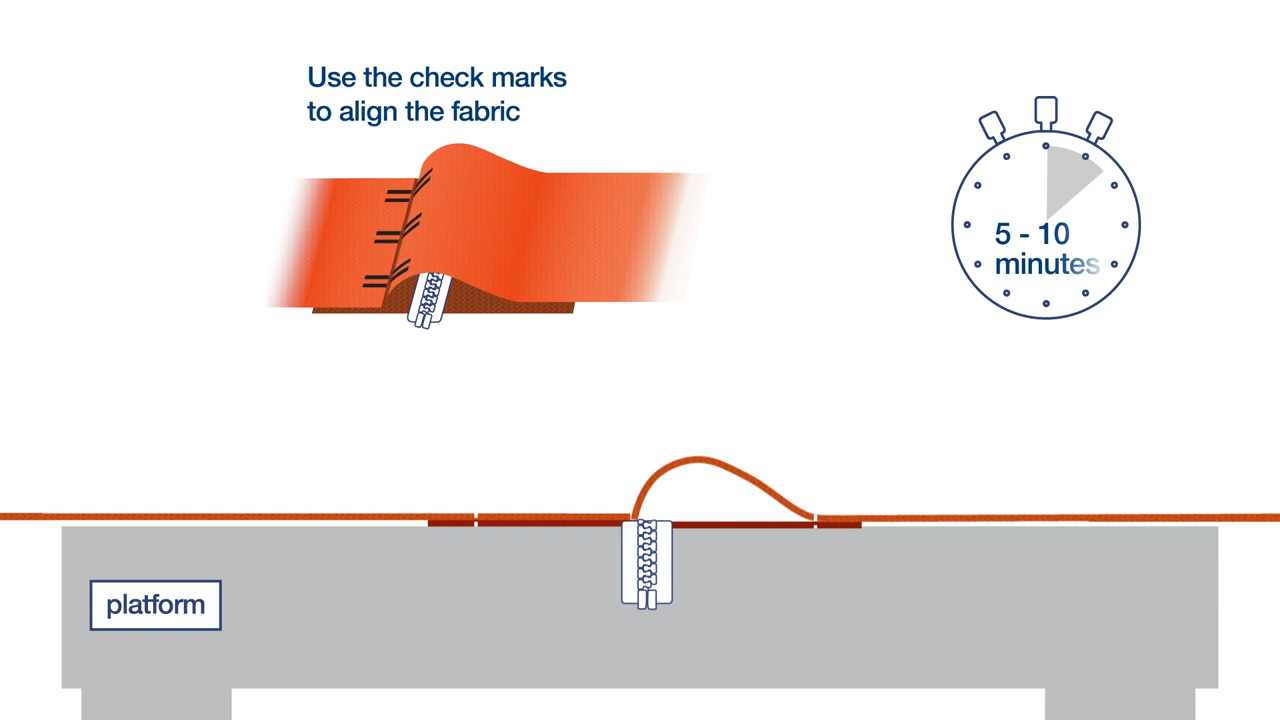 Use the check marks
to align the fabric
5 - 10
minutes
platform